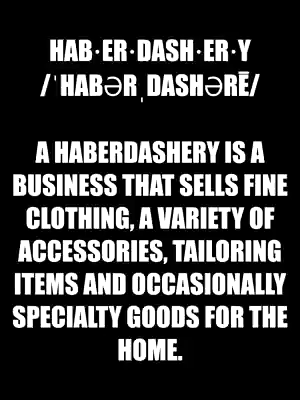 HAB·ER·DASH·ER·Y
/ˈHABƏRˌDASHƏRĒ/
A HABERDASHERY IS A
BUSINESS THAT SELLS FINE
CLOTHING, A VARIETY OF
ACCESSORIES, TAILORING
ITEMS AND OCCASIONALLY
SPECIALTY GOODS FOR THE
HOME.